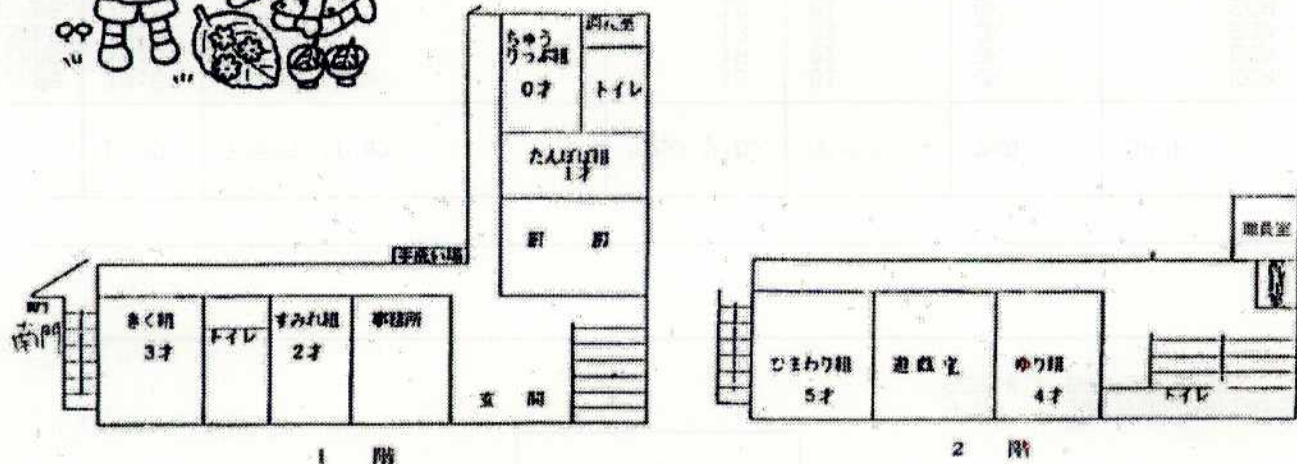 ちゅう
りっぷ組
0才
調乳室
トイレ
たんぽぽ組
1才
手洗い場
門
南門
きく組
3才
トイレ
すみれ組
2才
事務所
玄 関
1 階
職員室
ひまわり組
5才
遊戯室
ゆり組
4才
トイレ
2 階